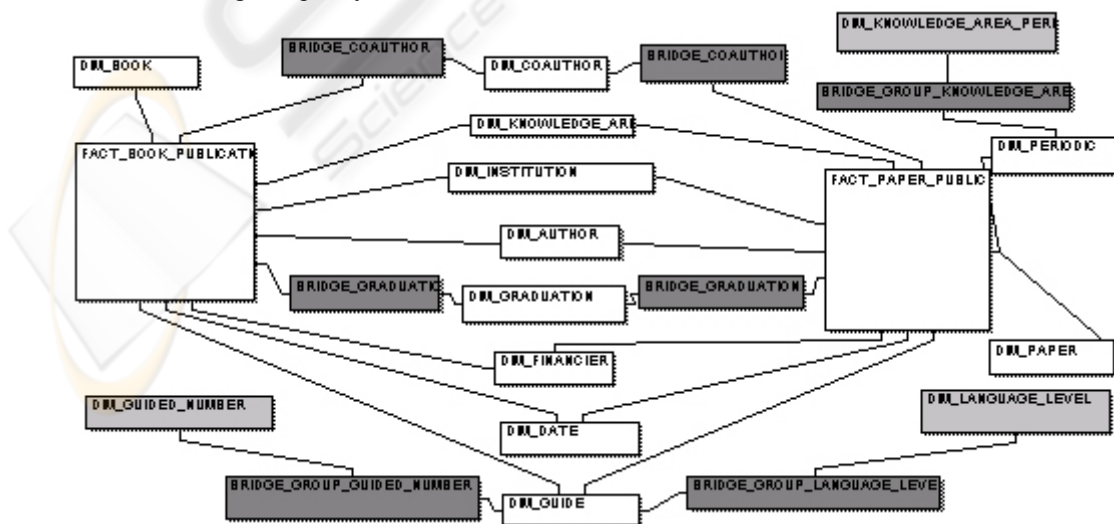 DIM_KNOWLEDGE_AREA_PERI
BRIDGE_COAUTHOR
BRIDGE_COAUTHOI
DIM_BOOK
DIM_COAUTHOR
BRIDGE_GROUP_KNOWLEDGE_ARE
DIM_KNOWLEDGE_ARE
DIM_PERIODIC
FACT_BOOK_PUBLICATI
DIM_INSTITUTION
FACT_PAPER_PUBLIC
DIM_AUTHOR
BRIDGE_GRADUATIO
DIM_GRADUATION
BRIDGE_GRADUATION
DIM_FINANCIER
DIM_PAPER
DIM_GUIDED_NUMBER
DIM_LANGUAGE_LEVEL
DIM_DATE
BRIDGE_GROUP_GUIDED_NUMBER
BRIDGE_GROUP_LANGUAGE_LEVE
DIM_GUIDE